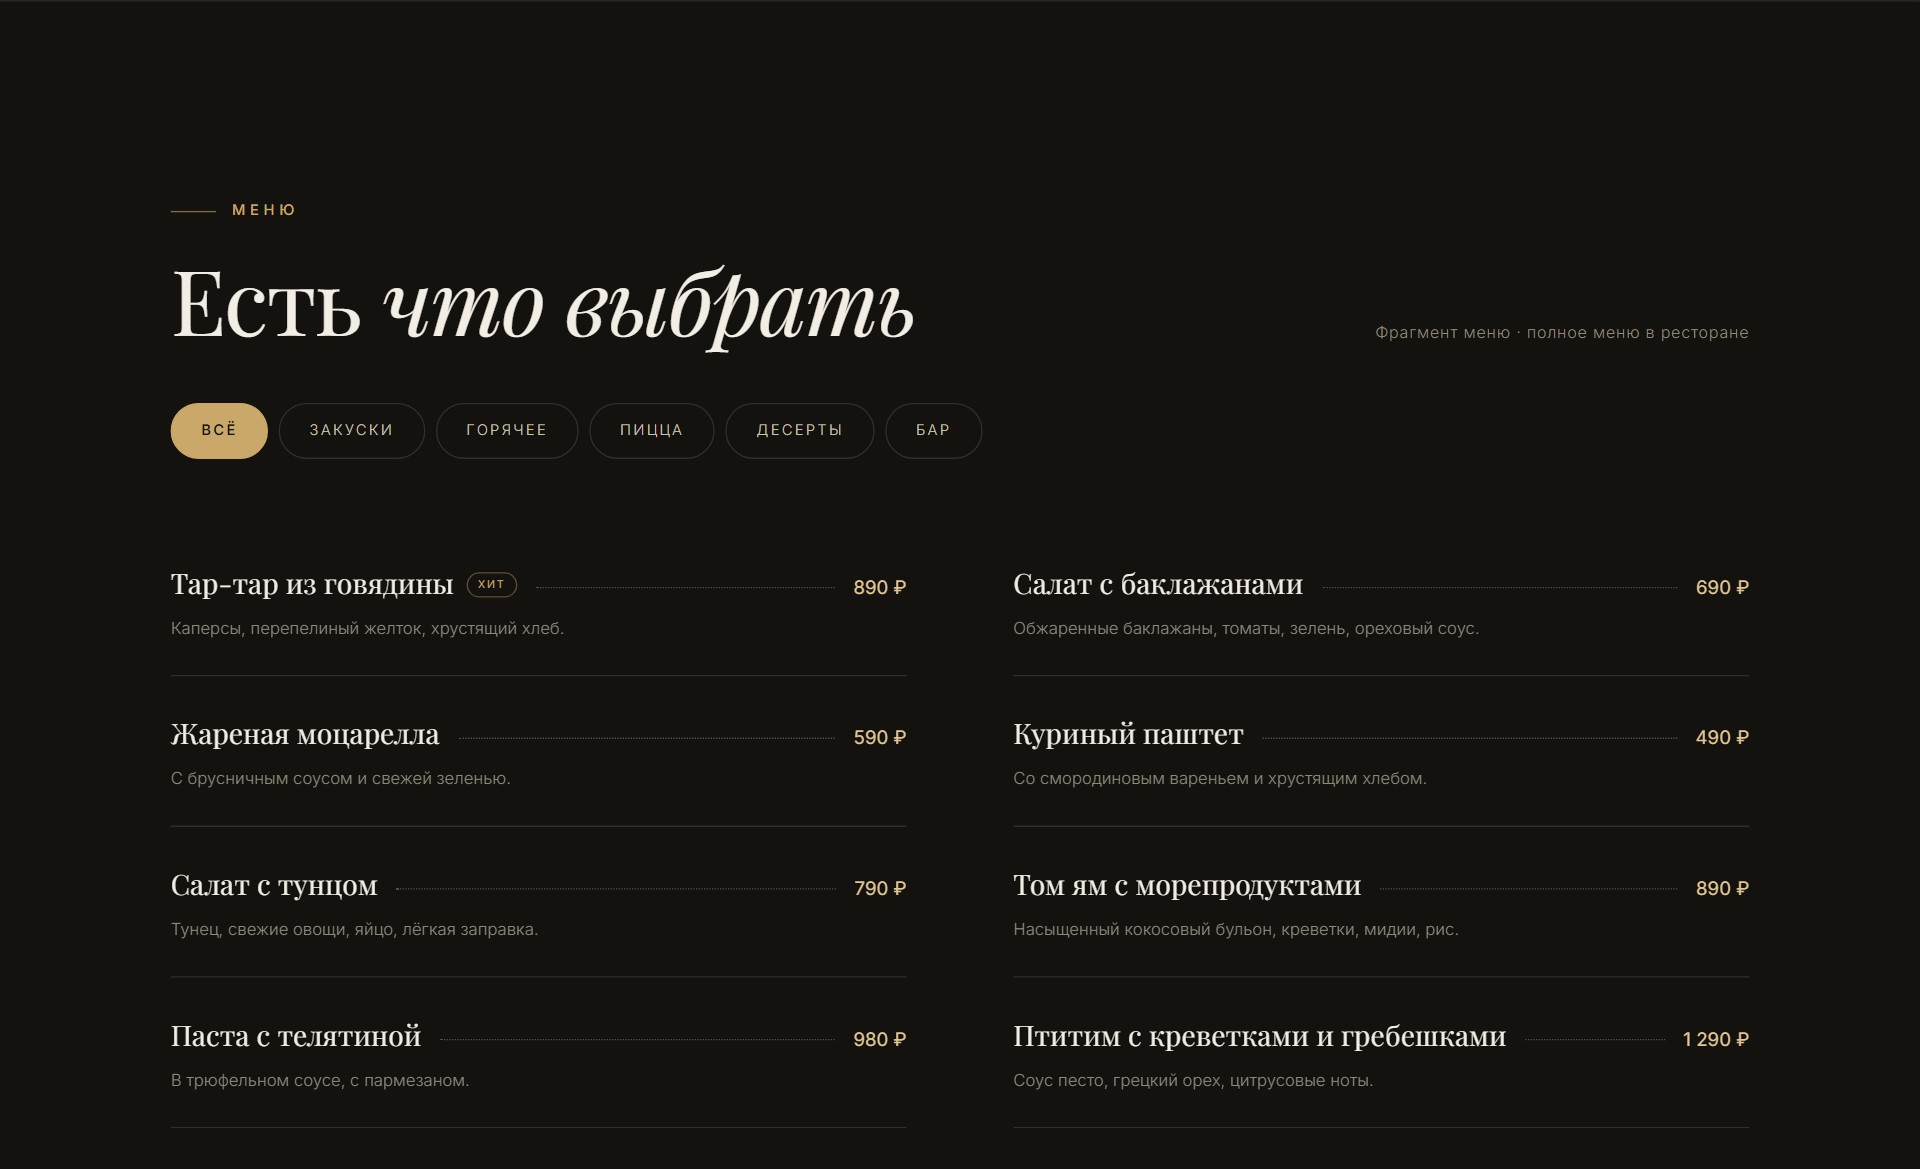 МЕНЮ
Есть что выбрать
Фрагмент меню · полное меню в ресторане
ВСЁ
ЗАКУСКИ
ГОРЯЧЕЕ
ПИЦЦА
ДЕСЕРТЫ
БАР
Тар-тар из говядины ХИТ 890 ₽
Каперсы, перепелиный желток, хрустящий хлеб.
Салат с баклажанами 690 ₽
Обжаренные баклажаны, томаты, зелень, ореховый соус.
Жареная моцарелла 590 ₽
С брусничным соусом и свежей зеленью.
Куриный паштет 490 ₽
Со смородиновым вареньем и хрустящим хлебом.
Салат с тунцом 790 ₽
Тунец, свежие овощи, яйцо, лёгкая заправка.
Том ям с морепродуктами 890 ₽
Насыщенный кокосовый бульон, креветки, мидии, рис.
Паста с телятиной 980 ₽
В трюфельном соусе, с пармезаном.
Птитим с креветками и гребешками 1 290 ₽
Соус песто, грецкий орех, цитрусовые ноты.